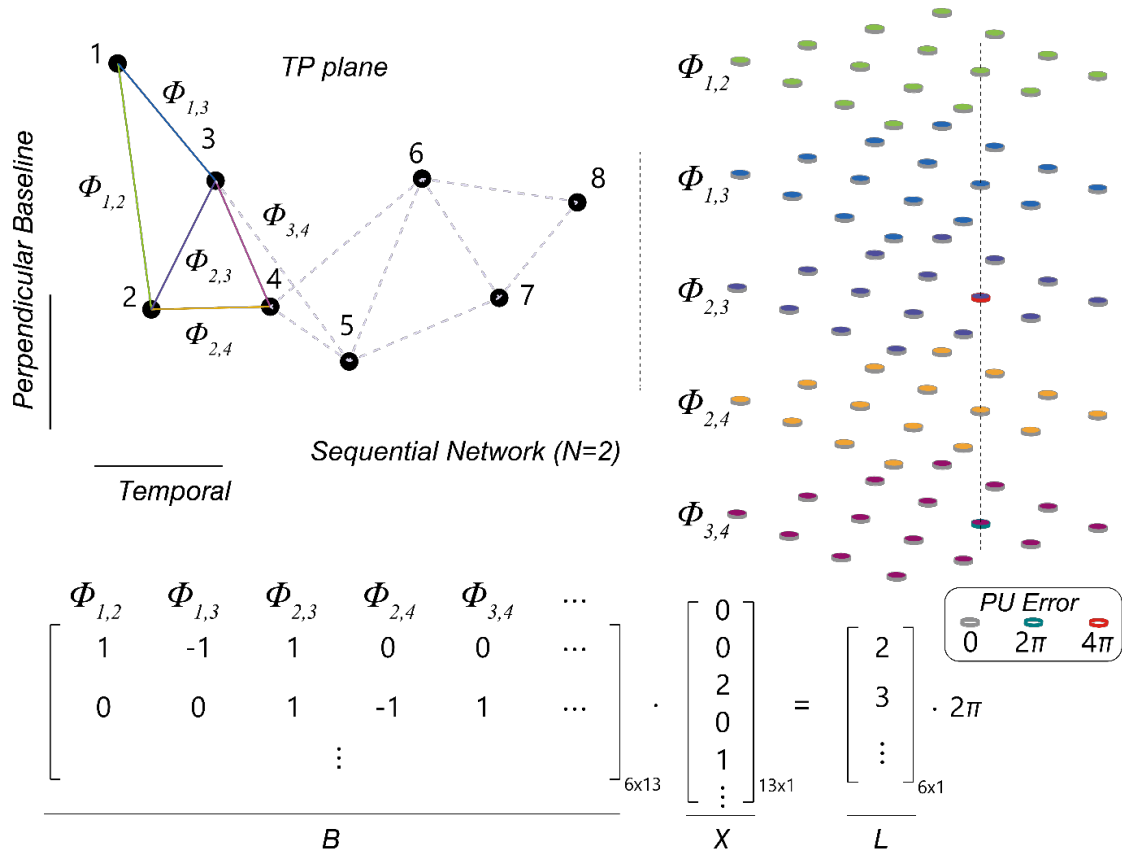 TP plane
1
Φ1,3
3
6
8
Φ1,2
Φ3,4
Φ2,3
2
4
7
Φ2,4
5
Perpendicular Baseline
Sequential Network (N=2)
Temporal
Φ1,2
Φ1,3
Φ2,3
Φ2,4
Φ3,4
PU Error
0 2π 4π
Φ1,2 Φ1,3 Φ2,3 Φ2,4 Φ3,4 ...
1 -1 1 0 0 ...
0 0 1 -1 1 ...
⋮
6x13
B
·
0
0
2
0
1
⋮
13x1
X
=
2
3
⋮
6x1
L
· 2π